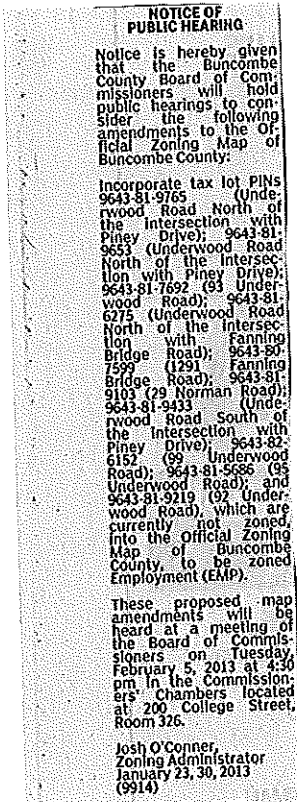 NOTICE OF
PUBLIC HEARING
Notice is hereby given
that the Buncombe
County Board of Com-
missioners will hold
public hearings to con-
sider the following
amendments to the Of-
ficial Zoning Map of
Buncombe County:
Incorporate tax lot PINs
9643-81-9765 (Unde-
rwood Road North of
the Intersection with
Piney Drive); 9643-81-
9653 (Underwood Road
North of the Intersec-
tion with Piney Drive);
9643-81-7692 (93 Under-
wood Road); 9643-81-
6275 (Underwood Road
North of the Intersec-
tion with Fanning
Bridge Road); 9643-80-
7599 (1291 Fanning
Bridge Road); 9643-81-
9103 (29 Norman Road);
9643-81-9433 (Unde-
rwood Road South of
the Intersection with
Piney Drive); 9643-82-
6152 (99 Underwood
Road); 9643-81-5686 (95
Underwood Road); and
9643-81-9219 (92 Under-
wood Road), which are
currently not zoned,
into the Official Zoning
Map of Buncombe
County, to be zoned
Employment (EMP).
These proposed map
amendments will be
heard at a meeting of
the Board of Commis-
sioners on Tuesday,
February 5, 2013 at 4:30
pm in the Commission-
ers' Chambers located
at 200 College Street,
Room 326.
Josh O'Conner,
Zoning Administrator
January 23, 30, 2013
(9914)